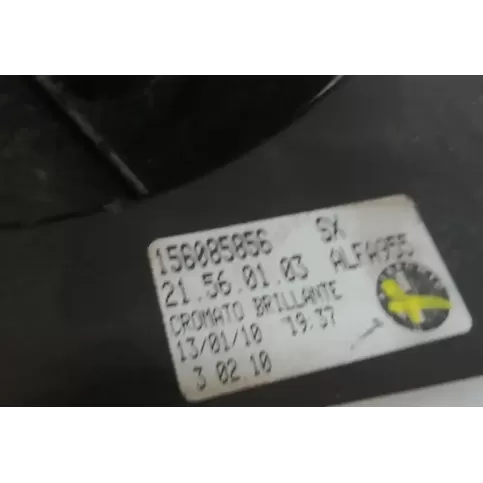 156085856 SX
21.56.01.03 ALFA955
CROMATO BRILLANTE
13/01/10 19:37
3 02 10